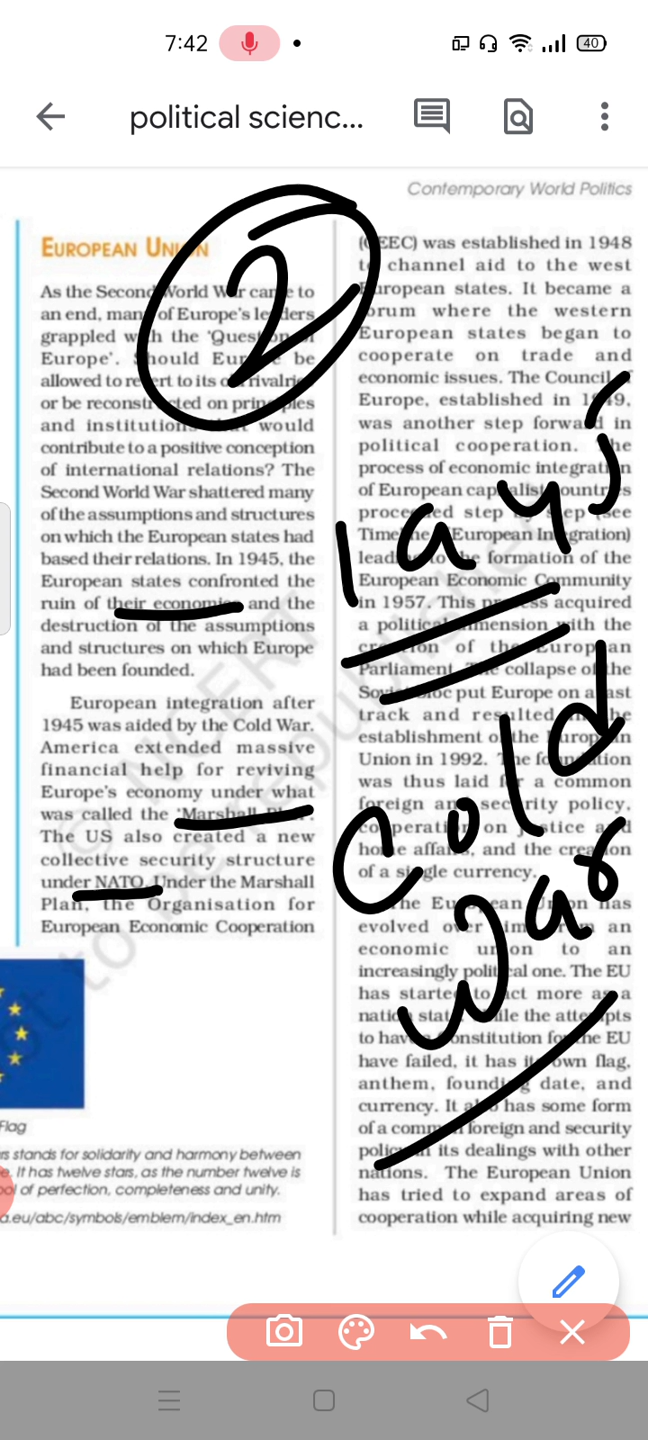 7:42
40
political scienc...
Contemporary World Politics
EUROPEAN UNION
As the Second World War came to
an end, many of Europe's leaders
grappled with the 'Question of
Europe'. Should Europe be
allowed to revert to its old rivalries
or be reconstructed on principles
and institutions that would
contribute to a positive conception
of international relations? The
Second World War shattered many
of the assumptions and structures
on which the European states had
based their relations. In 1945, the
European states confronted the
ruin of their economies and the
destruction of the assumptions
and structures on which Europe
had been founded.
European integration after
1945 was aided by the Cold War.
America extended massive
financial help for reviving
Europe's economy under what
was called the 'Marshall Plan'.
The US also created a new
collective security structure
under NATO. Under the Marshall
Plan, the Organisation for
European Economic Cooperation
(OEEC) was established in 1948
to channel aid to the west
European states. It became a
forum where the western
European states began to
cooperate on trade and
economic issues. The Council of
Europe, established in 1949,
was another step forward in
political cooperation. The
process of economic integration
of European capitalist countries
proceeded step by step (see
Timeline of European Integration)
leading to the formation of the
European Economic Community
in 1957. This process acquired
a political dimension with the
creation of the European
Parliament. The collapse of the
Soviet bloc put Europe on a fast
track and resulted in the
establishment of the European
Union in 1992. The foundation
was thus laid for a common
foreign and security policy,
cooperation on justice and
home affairs, and the creation
of a single currency.
The European Union has
evolved over time from an
economic union to an
increasingly political one. The EU
has started to act more as a
nation state. While the attempts
to have a Constitution for the EU
have failed, it has its own flag,
anthem, founding date, and
currency. It also has some form
of a common foreign and security
policy in its dealings with other
nations. The European Union
has tried to expand areas of
cooperation while acquiring new
Flag
rs stands for solidarity and harmony between
e. It has twelve stars, as the number twelve is
ol of perfection, completeness and unity.
a.eu/abc/symbols/emblem/index_en.htm
2
1945
Cold
War
© NCERT
not to be republished